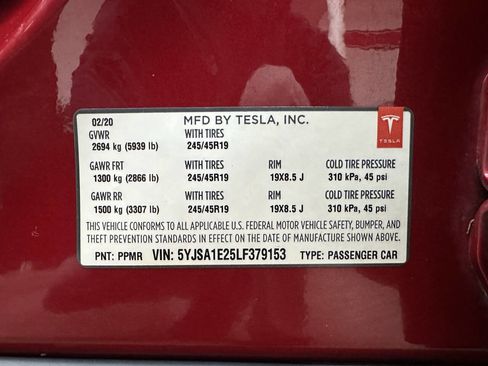 02/20 MFD BY TESLA, INC.
GVWR WITH TIRES
2694 kg (5939 lb) 245/45R19
TESLA
GAWR FRT WITH TIRES RIM COLD TIRE PRESSURE
1300 kg (2866 lb) 245/45R19 19X8.5 J 310 kPa, 45 psi
GAWR RR WITH TIRES RIM COLD TIRE PRESSURE
1500 kg (3307 lb) 245/45R19 19X8.5 J 310 kPa, 45 psi
THIS VEHICLE CONFORMS TO ALL APPLICABLE U.S. FEDERAL MOTOR VEHICLE SAFETY, BUMPER, AND
THEFT PREVENTION STANDARDS IN EFFECT ON THE DATE OF MANUFACTURE SHOWN ABOVE.
PNT: PPMR VIN: 5YJSA1E25LF379153 TYPE: PASSENGER CAR